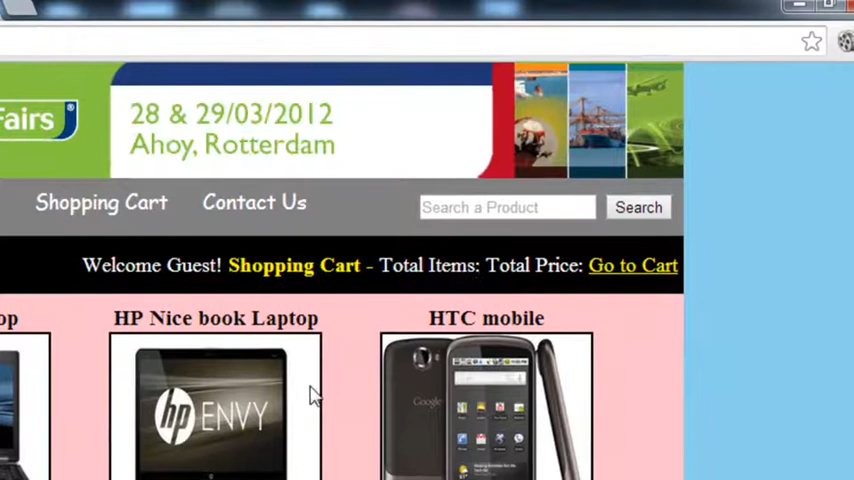 Fairs®
28 & 29/03/2012
Ahoy, Rotterdam
Shopping Cart Contact Us Search a Product Search
Welcome Guest! Shopping Cart - Total Items: Total Price: Go to Cart
op HP Nice book Laptop HTC mobile
hp ENVY
Google